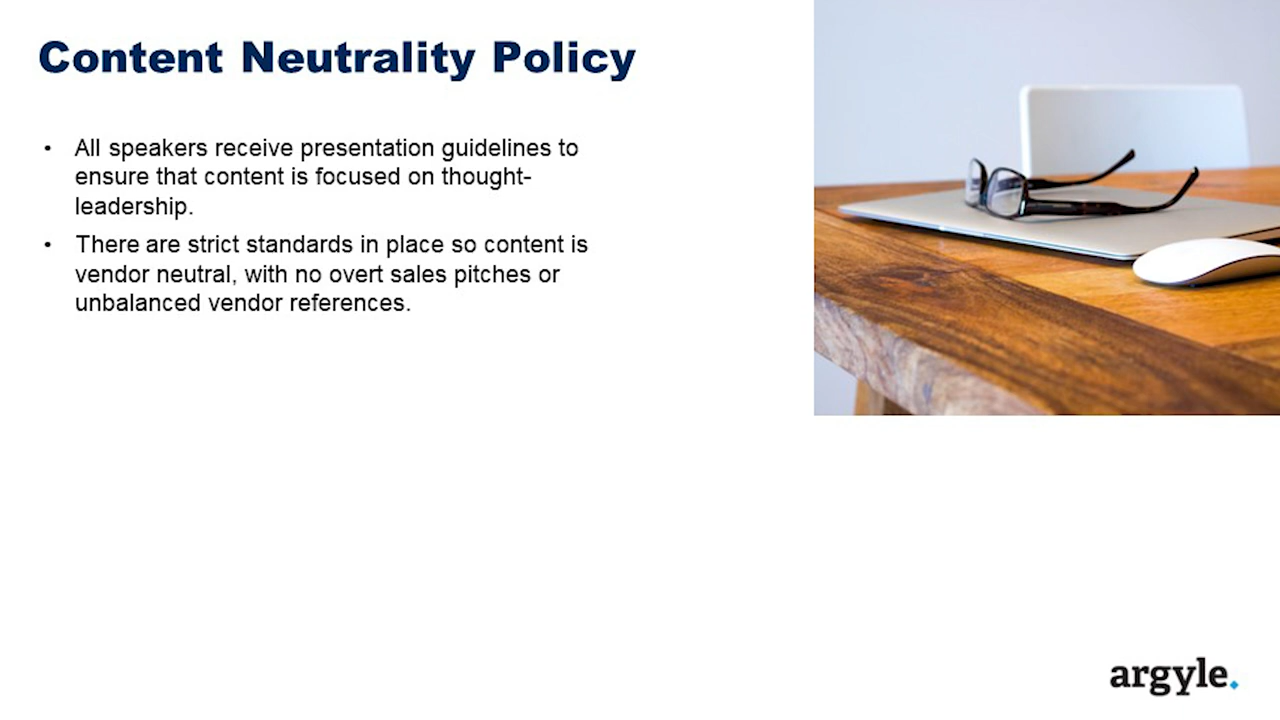 Content Neutrality Policy
• All speakers receive presentation guidelines to
ensure that content is focused on thought-
leadership.
• There are strict standards in place so content is
vendor neutral, with no overt sales pitches or
unbalanced vendor references.
argyle.